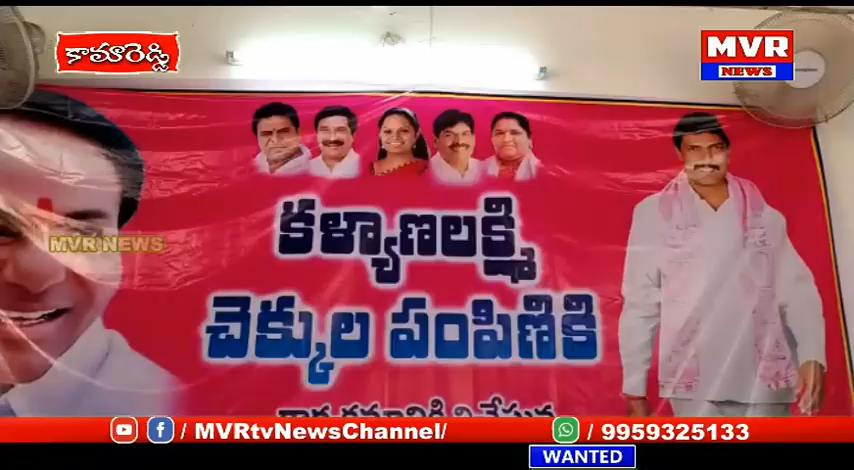 కామారెడ్డి
MVR
NEWS
MVR NEWS
కళ్యాణలక్ష్మి
చెక్కుల పంపిణికి
/ MVRtvNewsChannel/
/ 9959325133
WANTED